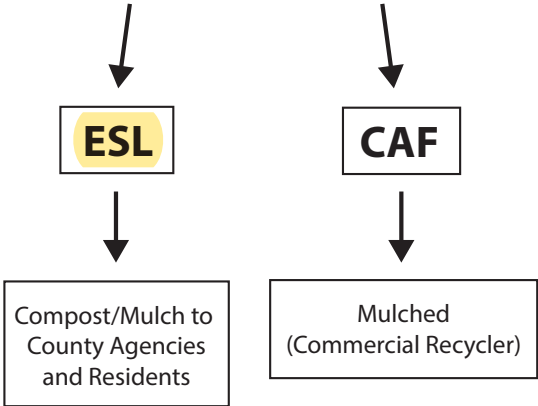 ESL
CAF
Compost/Mulch to
County Agencies
and Residents
Mulched
(Commercial Recycler)